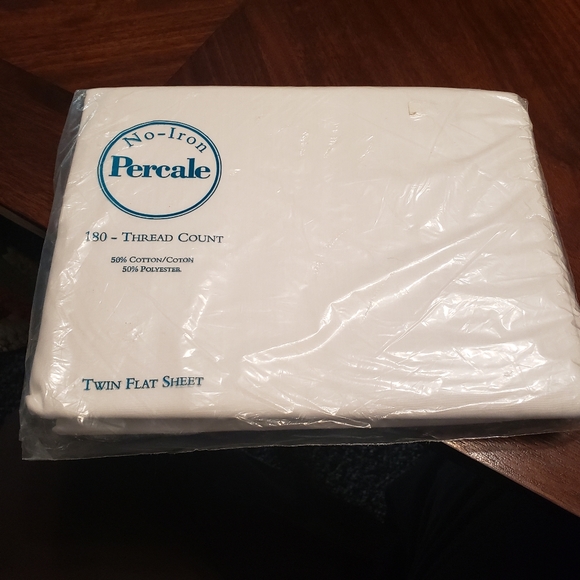 No-Iron
Percale
180 - Thread Count
50% Cotton/Coton
50% Polyester
Twin Flat Sheet